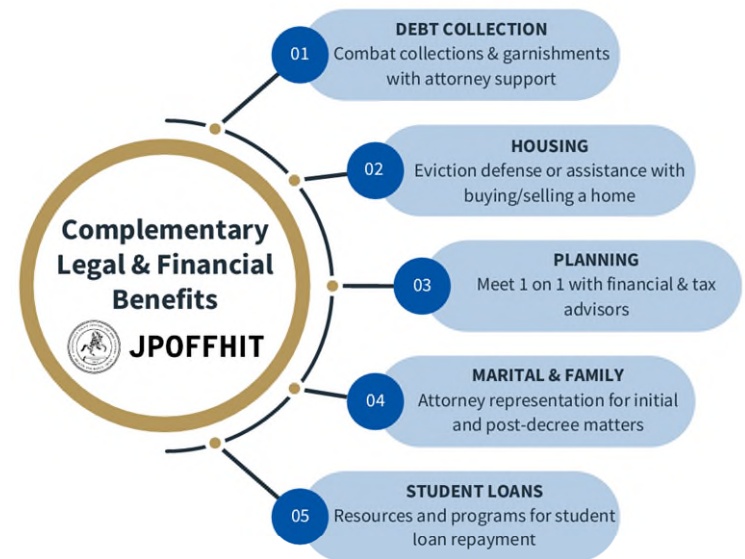 Complementary
Legal & Financial
Benefits
JPOFFHIT
01
DEBT COLLECTION
Combat collections & garnishments
with attorney support
02
HOUSING
Eviction defense or assistance with
buying/selling a home
03
PLANNING
Meet 1 on 1 with financial & tax
advisors
04
MARITAL & FAMILY
Attorney representation for initial
and post-decree matters
05
STUDENT LOANS
Resources and programs for student
loan repayment